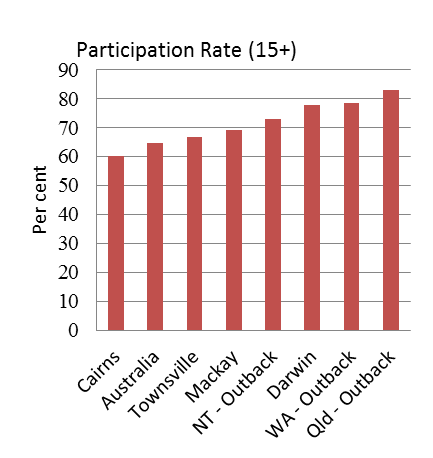 Participation Rate (15+)
90
80
70
60
50
40
30
20
10
0
Per cent
Cairns
Australia
Townsville
Mackay
NT - Outback
Darwin
WA - Outback
Qld - Outback